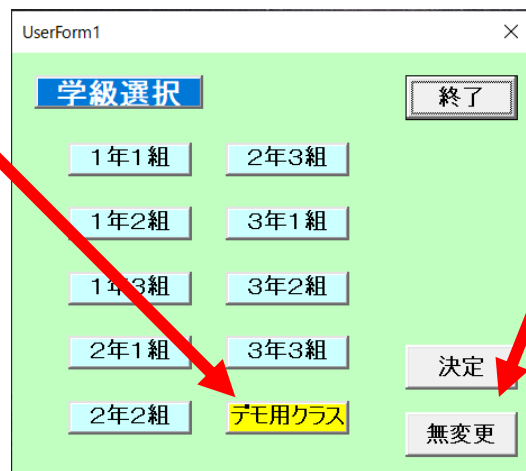 UserForm1
学級選択
終了
1年1組
2年3組
1年2組
3年1組
1年3組
3年2組
2年1組
3年3組
決定
2年2組
デモ用クラス
無変更